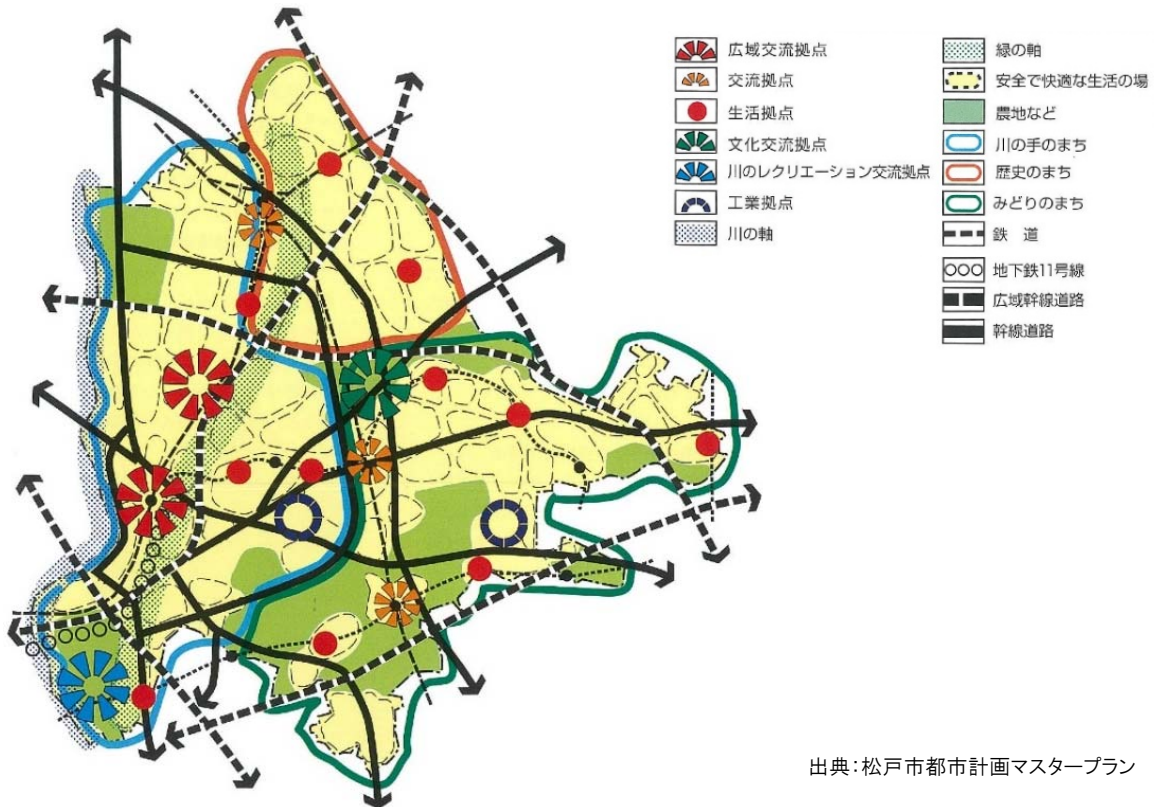 広域交流拠点
交流拠点
生活拠点
文化交流拠点
川のレクリエーション交流拠点
工業拠点
川の軸
緑の軸
安全で快適な生活の場
農地など
川の手のまち
歴史のまち
みどりのまち
鉄 道
地下鉄11号線
広域幹線道路
幹線道路
出典：松戸市都市計画マスタープラン